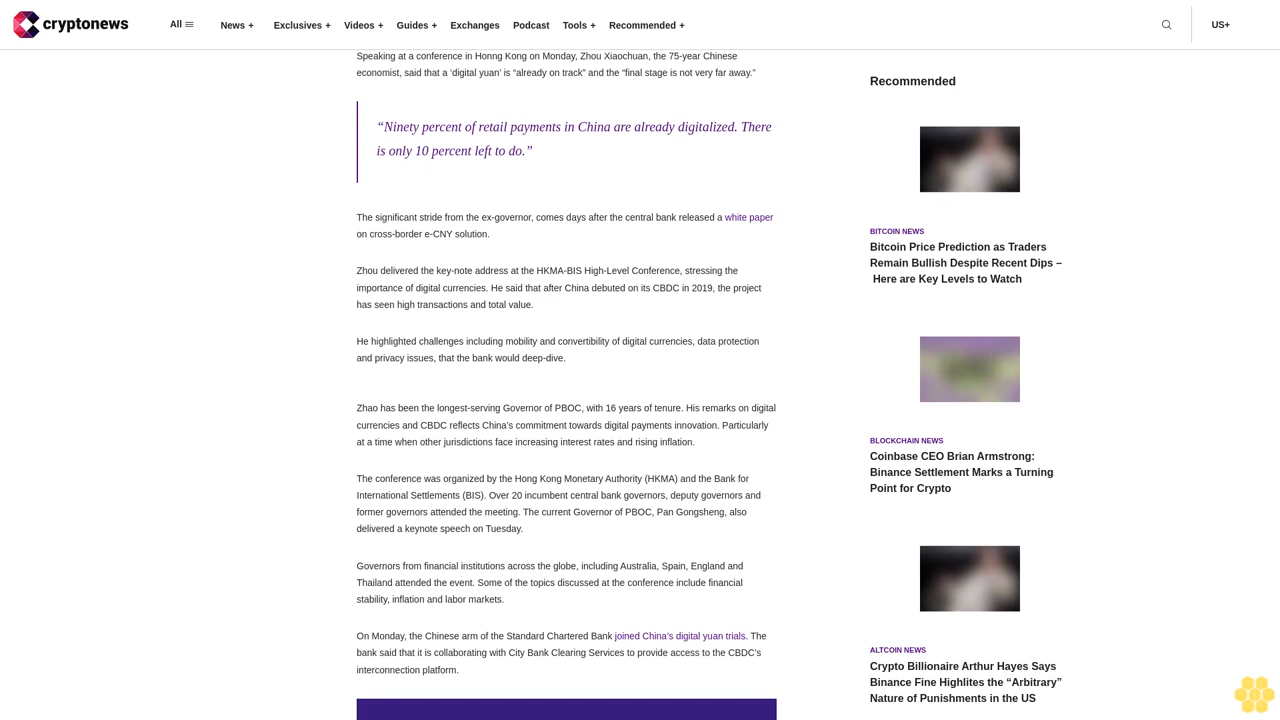 cryptonews
All
News +
Exclusives +
Videos +
Guides +
Exchanges
Podcast
Tools +
Recommended +
US+
Speaking at a conference in Honng Kong on Monday, Zhou Xiaochuan, the 75-year Chinese
economist, said that a ‘digital yuan’ is “already on track” and the “final stage is not very far away.”
“Ninety percent of retail payments in China are already digitalized. There
is only 10 percent left to do.”
The significant stride from the ex-governor, comes days after the central bank released a white paper
on cross-border e-CNY solution.
Zhou delivered the key-note address at the HKMA-BIS High-Level Conference, stressing the
importance of digital currencies. He said that after China debuted on its CBDC in 2019, the project
has seen high transactions and total value.
He highlighted challenges including mobility and convertibility of digital currencies, data protection
and privacy issues, that the bank would deep-dive.
Zhao has been the longest-serving Governor of PBOC, with 16 years of tenure. His remarks on digital
currencies and CBDC reflects China’s commitment towards digital payments innovation. Particularly
at a time when other jurisdictions face increasing interest rates and rising inflation.
The conference was organized by the Hong Kong Monetary Authority (HKMA) and the Bank for
International Settlements (BIS). Over 20 incumbent central bank governors, deputy governors and
former governors attended the meeting. The current Governor of PBOC, Pan Gongsheng, also
delivered a keynote speech on Tuesday.
Governors from financial institutions across the globe, including Australia, Spain, England and
Thailand attended the event. Some of the topics discussed at the conference include financial
stability, inflation and labor markets.
On Monday, the Chinese arm of the Standard Chartered Bank joined China’s digital yuan trials. The
bank said that it is collaborating with City Bank Clearing Services to provide access to the CBDC’s
interconnection platform.
Recommended
BITCOIN NEWS
Bitcoin Price Prediction as Traders
Remain Bullish Despite Recent Dips –
Here are Key Levels to Watch
BLOCKCHAIN NEWS
Coinbase CEO Brian Armstrong:
Binance Settlement Marks a Turning
Point for Crypto
ALTCOIN NEWS
Crypto Billionaire Arthur Hayes Says
Binance Fine Highlites the “Arbitrary”
Nature of Punishments in the US